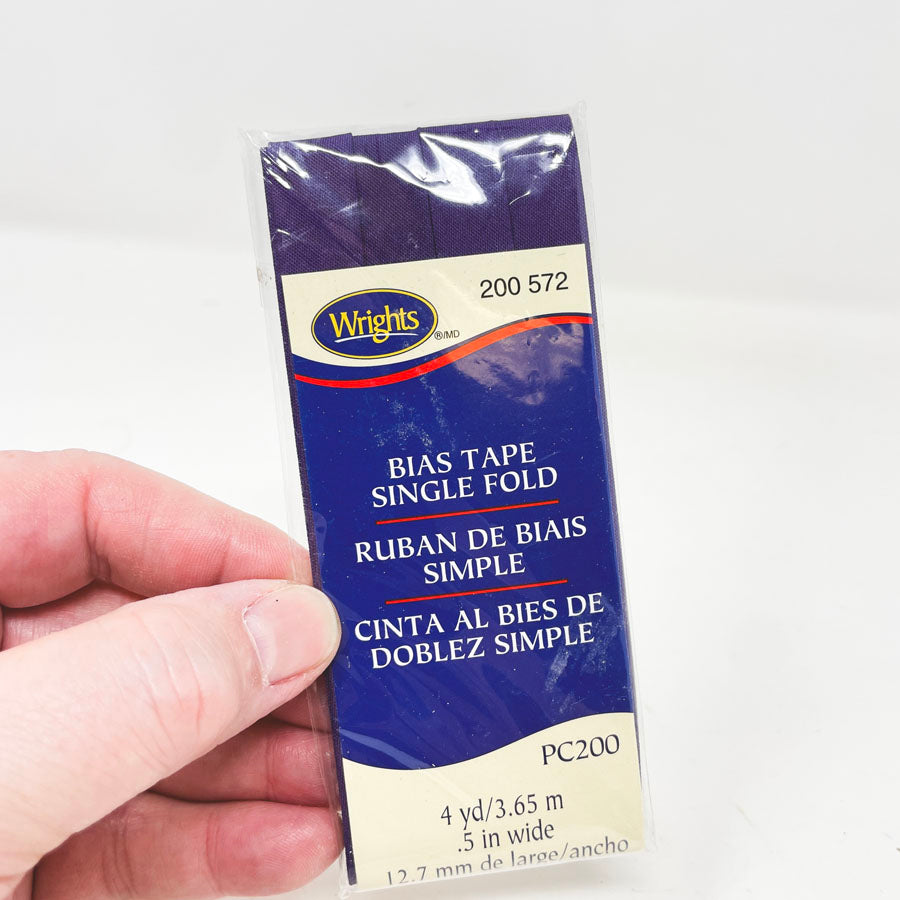 200 572
Wrights
®/MD
BIAS TAPE
SINGLE FOLD
RUBAN DE BIAIS
SIMPLE
CINTA AL BIES DE
DOBLEZ SIMPLE
PC200
4 yd/3.65 m
.5 in wide
12.7 mm de large/ancho